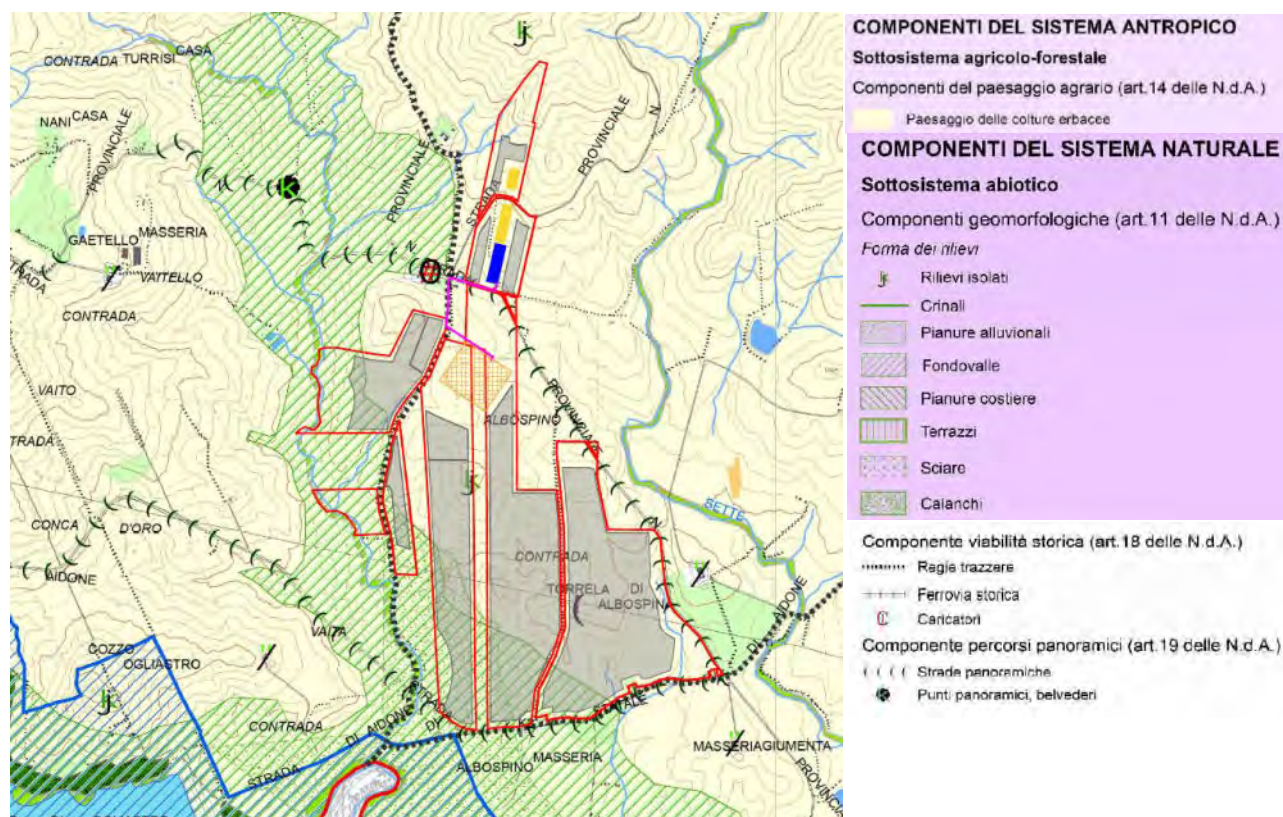 CONTRADA TURRISI CASA
NANI CASA
PROVINCIALE
GAETELLO MASSERIA
STRADA
VAITELLO
CONTRADA
VAITO
STRADA
CONCA D'ORO
AIDONE
COZZO
OGLIASTRO
VAITA
CONTRADA
STRADA DI AIDONE
PROVINCIALE
STRADA
PROVINCIALE N
N
ALBOSPINO
PROVINCIALE
N
CONTRADA
TORRELA DI
ALBOSPINA
SETTE
DI AIDONE
STRADA DI
STATALE
ALBOSPINO
MASSERIA
MASSERIAGIUMENTA
PROVINCIALE
COMPONENTI DEL SISTEMA ANTROPICO
Sottosistema agricolo-forestale
Componenti del paesaggio agrario (art.14 delle N.d.A.)
Paesaggio delle colture erbacee
COMPONENTI DEL SISTEMA NATURALE
Sottosistema abiotico
Componenti geomorfologiche (art.11 delle N.d.A.)
Forma dei rilievi
Rilievi isolati
Crinali
Pianure alluvionali
Fondovalle
Pianure costiere
Terrazzi
Sciare
Calanchi
Componente viabilità storica (art.18 delle N.d.A.)
Regie trazzere
Ferrovia storica
Caricatori
Componente percorsi panoramici (art.19 delle N.d.A.)
Strade panoramiche
Punti panoramici, belvederi